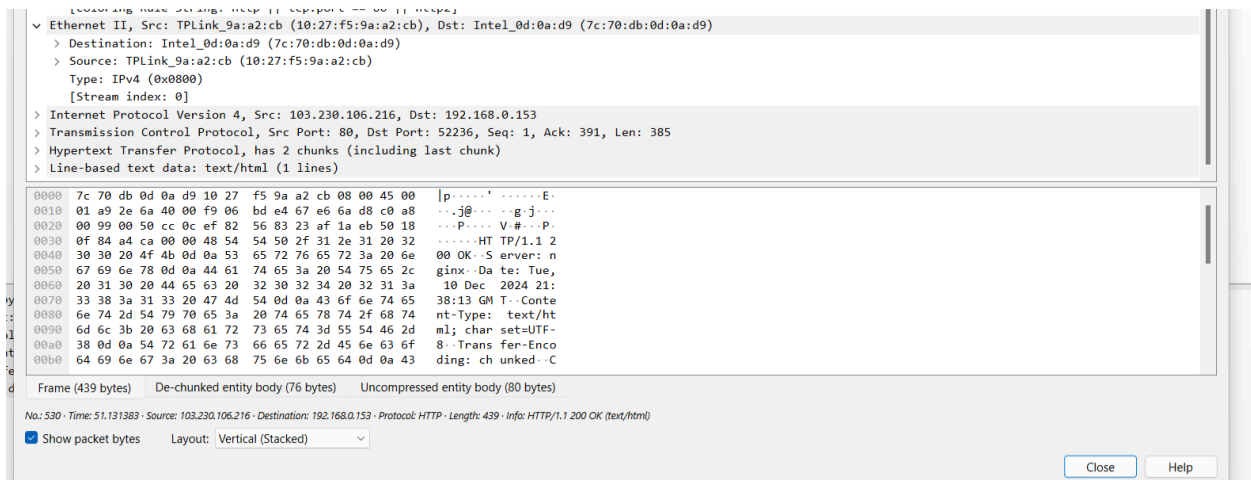 [Coloring Rule String: http || tcp.port == 80 || http2]
Ethernet II, Src: TPLink_9a:a2:cb (10:27:f5:9a:a2:cb), Dst: Intel_0d:0a:d9 (7c:70:db:0d:0a:d9)
> Destination: Intel_0d:0a:d9 (7c:70:db:0d:0a:d9)
> Source: TPLink_9a:a2:cb (10:27:f5:9a:a2:cb)
Type: IPv4 (0x0800)
[Stream index: 0]
> Internet Protocol Version 4, Src: 103.230.106.216, Dst: 192.168.0.153
> Transmission Control Protocol, Src Port: 80, Dst Port: 52236, Seq: 1, Ack: 391, Len: 385
> Hypertext Transfer Protocol, has 2 chunks (including last chunk)
> Line-based text data: text/html (1 lines)
0000 7c 70 db 0d 0a d9 10 27 f5 9a a2 cb 08 00 45 00 |p·····' ······E·
0010 01 a9 2e 6a 40 00 f9 06 bd e4 67 e6 6a d8 c0 a8 ··.j@··· ··g·j···
0020 00 99 00 50 cc 0c ef 82 56 83 23 af 1a eb 50 18 ···P···· V·#···P·
0030 0f 84 a4 ca 00 00 48 54 54 50 2f 31 2e 31 20 32 ······HT TP/1.1 2
0040 30 30 20 4f 4b 0d 0a 53 65 72 76 65 72 3a 20 6e 00 OK··S erver: n
0050 67 69 6e 78 0d 0a 44 61 74 65 3a 20 54 75 65 2c ginx··Da te: Tue,
0060 20 31 30 20 44 65 63 20 32 30 32 34 20 32 31 3a 10 Dec 2024 21:
0070 33 38 3a 31 33 20 47 4d 54 0d 0a 43 6f 6e 74 65 38:13 GM T··Conte
0080 6e 74 2d 54 79 70 65 3a 20 74 65 78 74 2f 68 74 nt-Type: text/ht
0090 6d 6c 3b 20 63 68 61 72 73 65 74 3d 55 54 46 2d ml; char set=UTF-
00a0 38 0d 0a 54 72 61 6e 73 66 65 72 2d 45 6e 63 6f 8··Trans fer-Enco
00b0 64 69 6e 67 3a 20 63 68 75 6e 6b 65 64 0d 0a 43 ding: ch unked··C
Frame (439 bytes) De-chunked entity body (76 bytes) Uncompressed entity body (80 bytes)
No.: 530 · Time: 51.131383 · Source: 103.230.106.216 · Destination: 192.168.0.153 · Protocol: HTTP · Length: 439 · Info: HTTP/1.1 200 OK (text/html)
Show packet bytes Layout: Vertical (Stacked)
Close Help